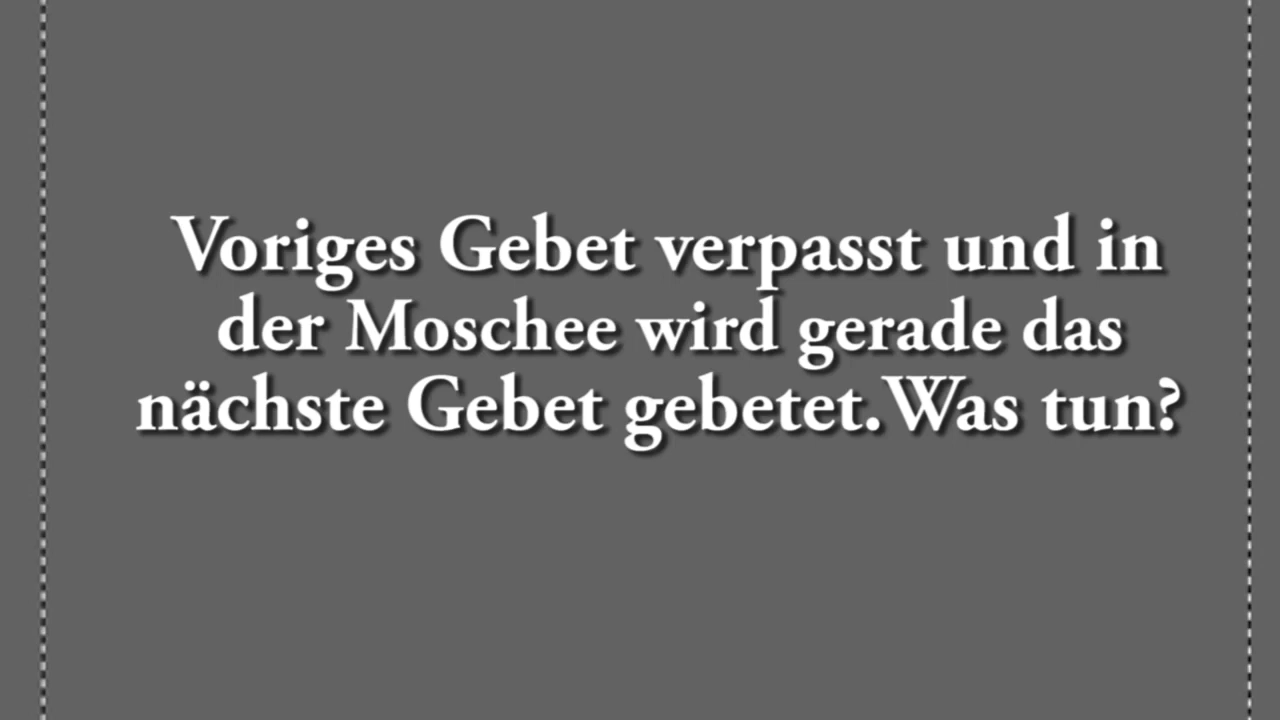 Voriges Gebet verpasst und in
der Moschee wird gerade das
nächste Gebet gebetet. Was tun?